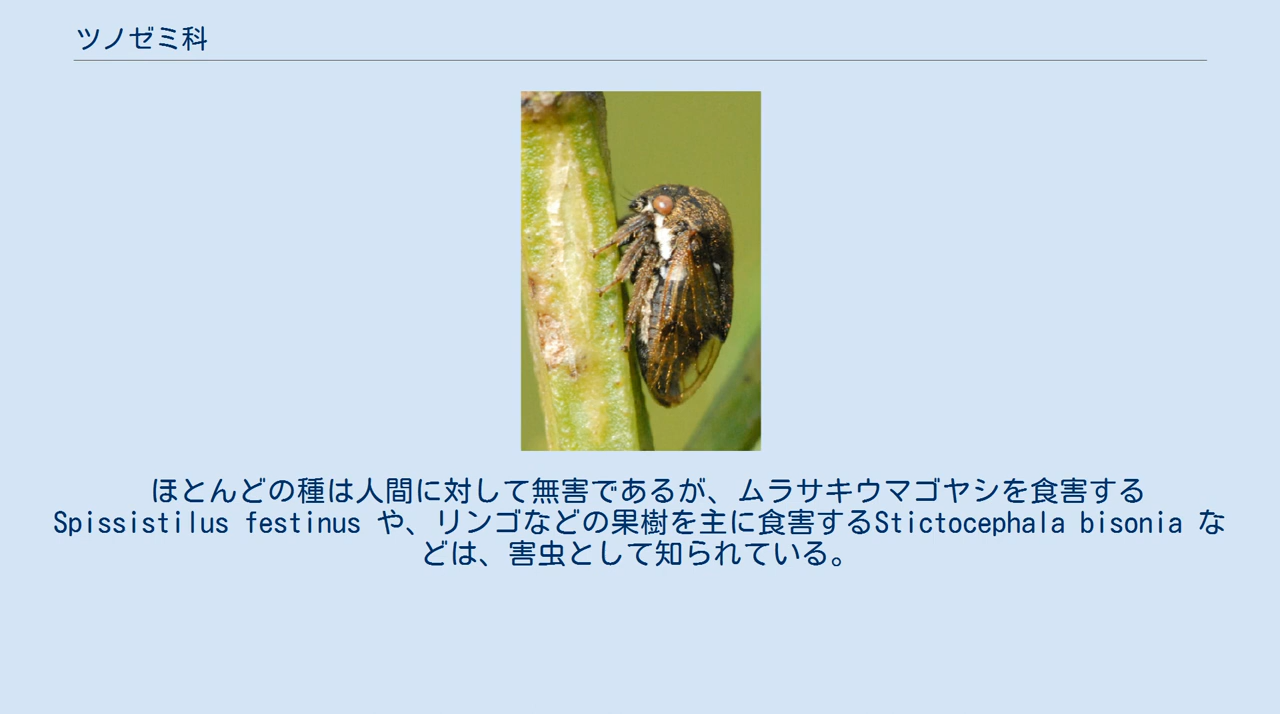 ツノゼミ科
ほとんどの種は人間に対して無害であるが、ムラサキウマゴヤシを食害する
Spissistilus festinus や、リンゴなどの果樹を主に食害するStictocephala bisonia な
どは、害虫として知られている。